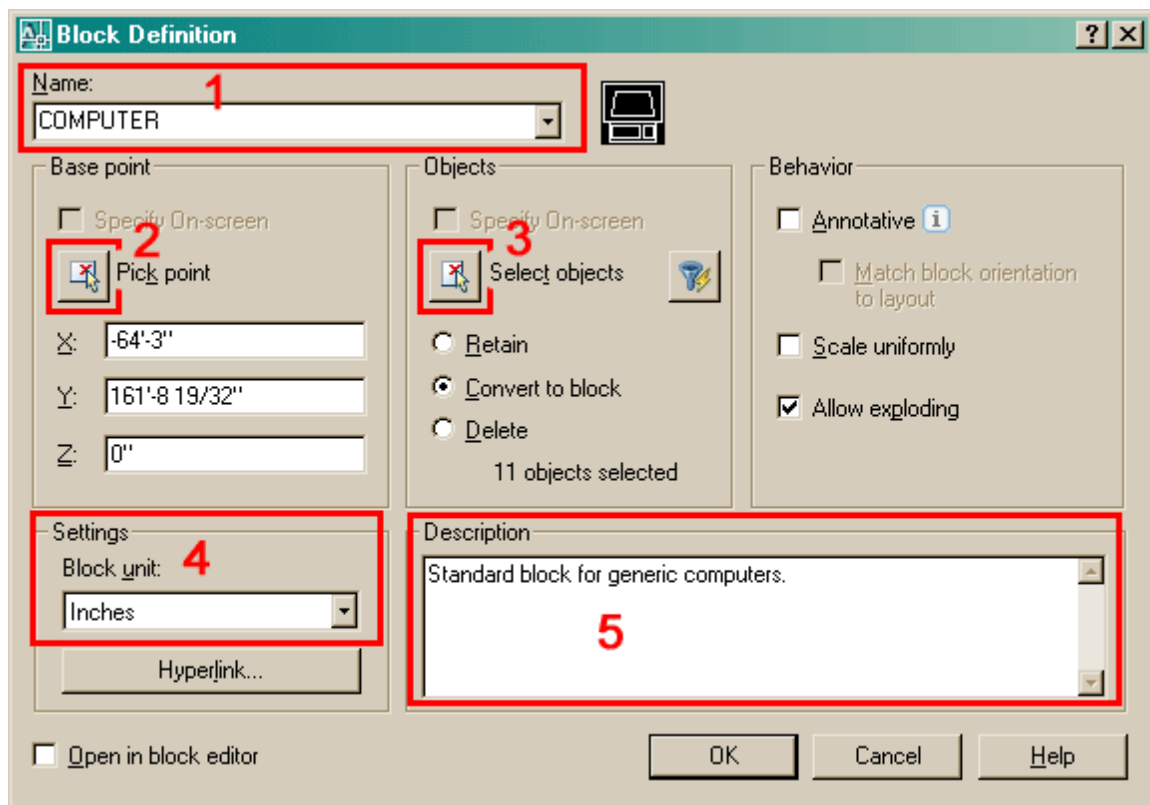 Block Definition
Name:
1
COMPUTER
Base point
Specify On-screen
2
Pick point
X: -64'-3"
Y: 161'-8 19/32"
Z: 0"
Objects
Specify On-screen
3
Select objects
Retain
Convert to block
Delete
11 objects selected
Behavior
Annotative i
Match block orientation
to layout
Scale uniformly
Allow exploding
Settings
Block unit: 4
Inches
Hyperlink...
Description
Standard block for generic computers.
5
Open in block editor
OK Cancel Help